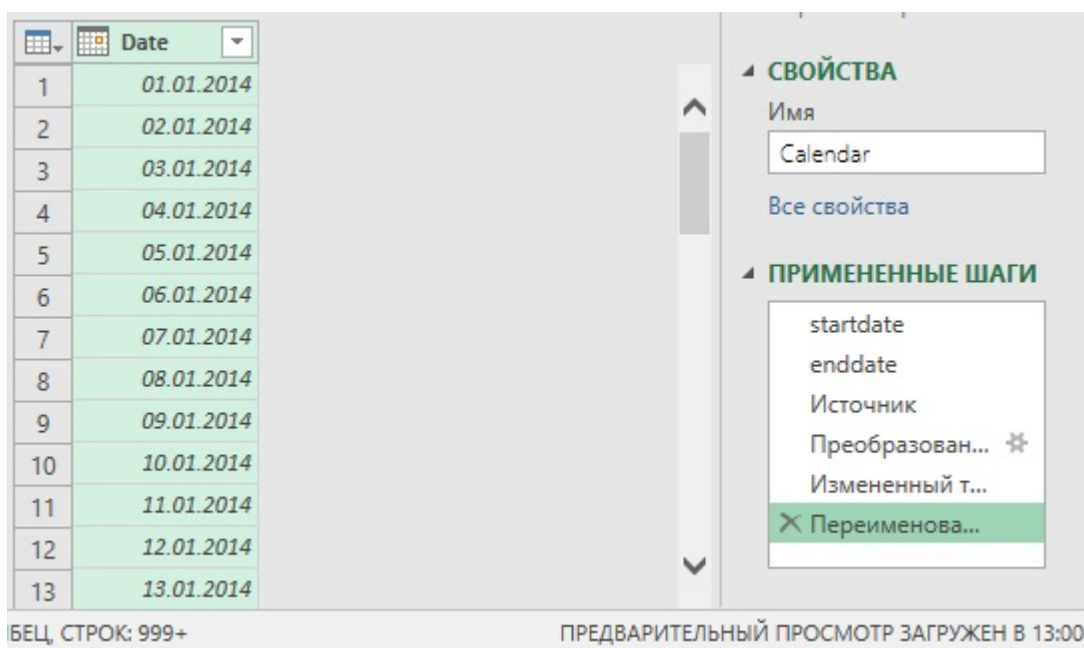 Date
1 01.01.2014
2 02.01.2014
3 03.01.2014
4 04.01.2014
5 05.01.2014
6 06.01.2014
7 07.01.2014
8 08.01.2014
9 09.01.2014
10 10.01.2014
11 11.01.2014
12 12.01.2014
13 13.01.2014
СВОЙСТВА
Имя
Calendar
Все свойства
ПРИМЕНЕННЫЕ ШАГИ
startdate
enddate
Источник
Преобразован...
Измененный т...
Переименова...
БЕЦ, СТРОК: 999+
ПРЕДВАРИТЕЛЬНЫЙ ПРОСМОТР ЗАГРУЖЕН В 13:00